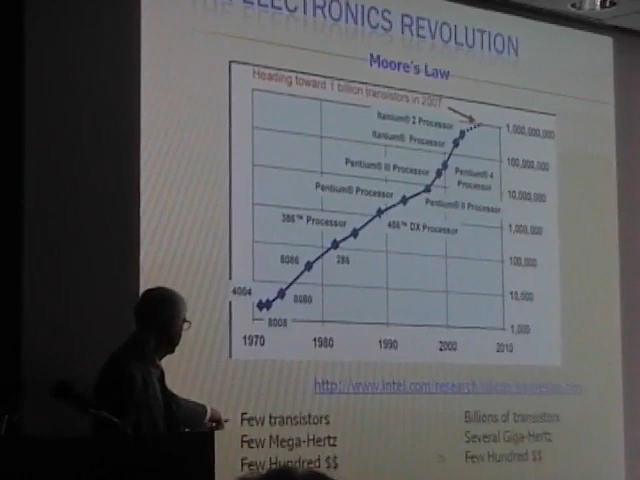 ELECTRONICS REVOLUTION
Moore's Law
Heading toward 1 billion transistors in 2007
Itanium® 2 Processor
1,000,000,000
Itanium® Processor
100,000,000
Pentium® III Processor
Pentium® 4
Processor
10,000,000
Pentium® Processor
Pentium® II Processor
386™ Processor
486™ DX Processor
1,000,000
8086
286
100,000
4004
8080
10,000
8008
1,000
1970
1980
1990
2000
2010
Few transistors
Billions of transistors
Few Mega-Hertz
Several Giga-Hertz
Few Hundred $$
Few Hundred $$